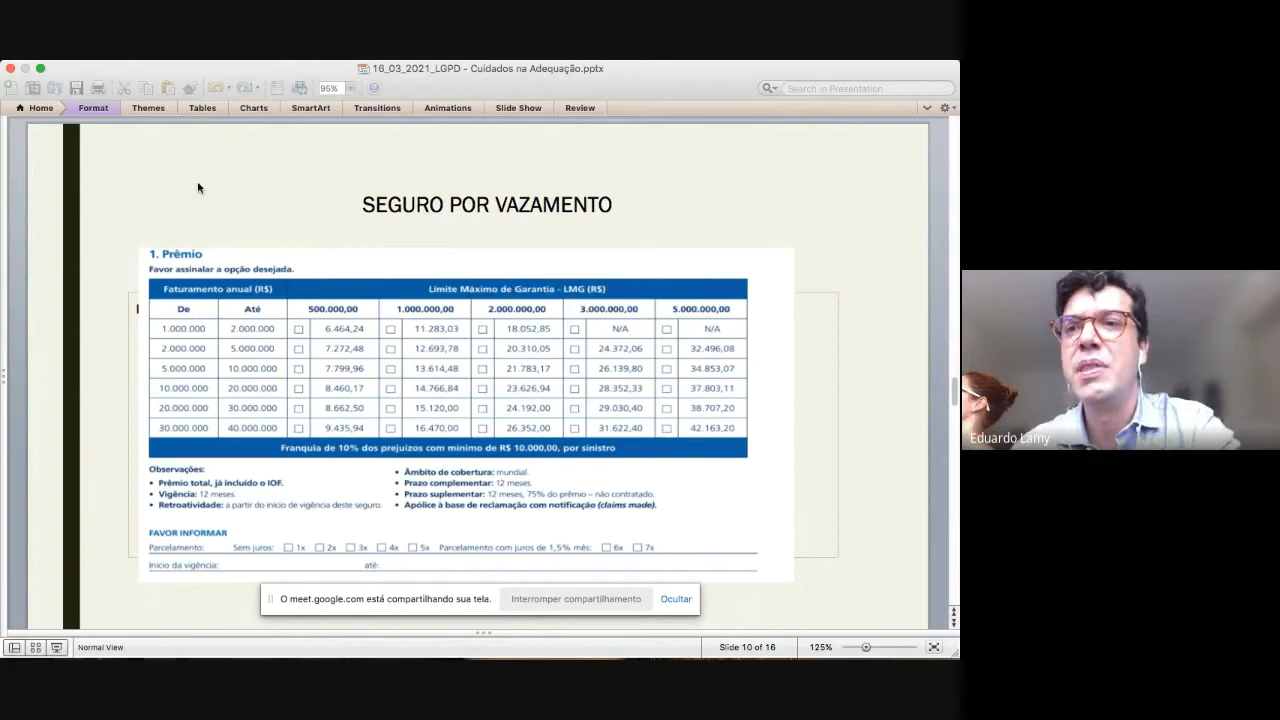 16_03_2021_LGPD - Cuidados na Adequação.pptx
95%
Search in Presentation
Home Format Themes Tables Charts SmartArt Transitions Animations Slide Show Review
SEGURO POR VAZAMENTO
1. Prêmio
Favor assinalar a opção desejada.
Faturamento anual (R$) Limite Máximo de Garantia - LMG (R$)
De Até 500.000,00 1.000.000,00 2.000.000,00 3.000.000,00 5.000.000,00
1.000.000 2.000.000 6.464,24 11.283,03 18.052,85 N/A N/A
2.000.000 5.000.000 7.272,48 12.693,78 20.310,05 24.372,06 32.496,08
5.000.000 10.000.000 7.799,96 13.614,48 21.783,17 26.139,80 34.853,07
10.000.000 20.000.000 8.460,17 14.766,84 23.626,94 28.352,33 37.803,11
20.000.000 30.000.000 8.662,50 15.120,00 24.192,00 29.030,40 38.707,20
30.000.000 40.000.000 9.435,94 16.470,00 26.352,00 31.622,40 42.163,20
Franquia de 10% dos prejuizos com mínimo de R$ 10.000,00, por sinistro
Observações:
• Prêmio total, já incluído o IOF.
• Vigência: 12 meses.
• Retroatividade: a partir do início de vigência deste seguro.
• Âmbito de cobertura: mundial.
• Prazo complementar: 12 meses.
• Prazo suplementar: 12 meses, 75% do prêmio – não contratado.
• Apólice à base de reclamação com notificação (claims made).
FAVOR INFORMAR
Parcelamento: Sem juros: 1x 2x 3x 4x 5x Parcelamento com juros de 1,5% mês: 6x 7x
Início da vigência: até:
O meet.google.com está compartilhando sua tela. Interromper compartilhamento Ocultar
Normal View Slide 10 of 16 125%
Eduardo Lamy